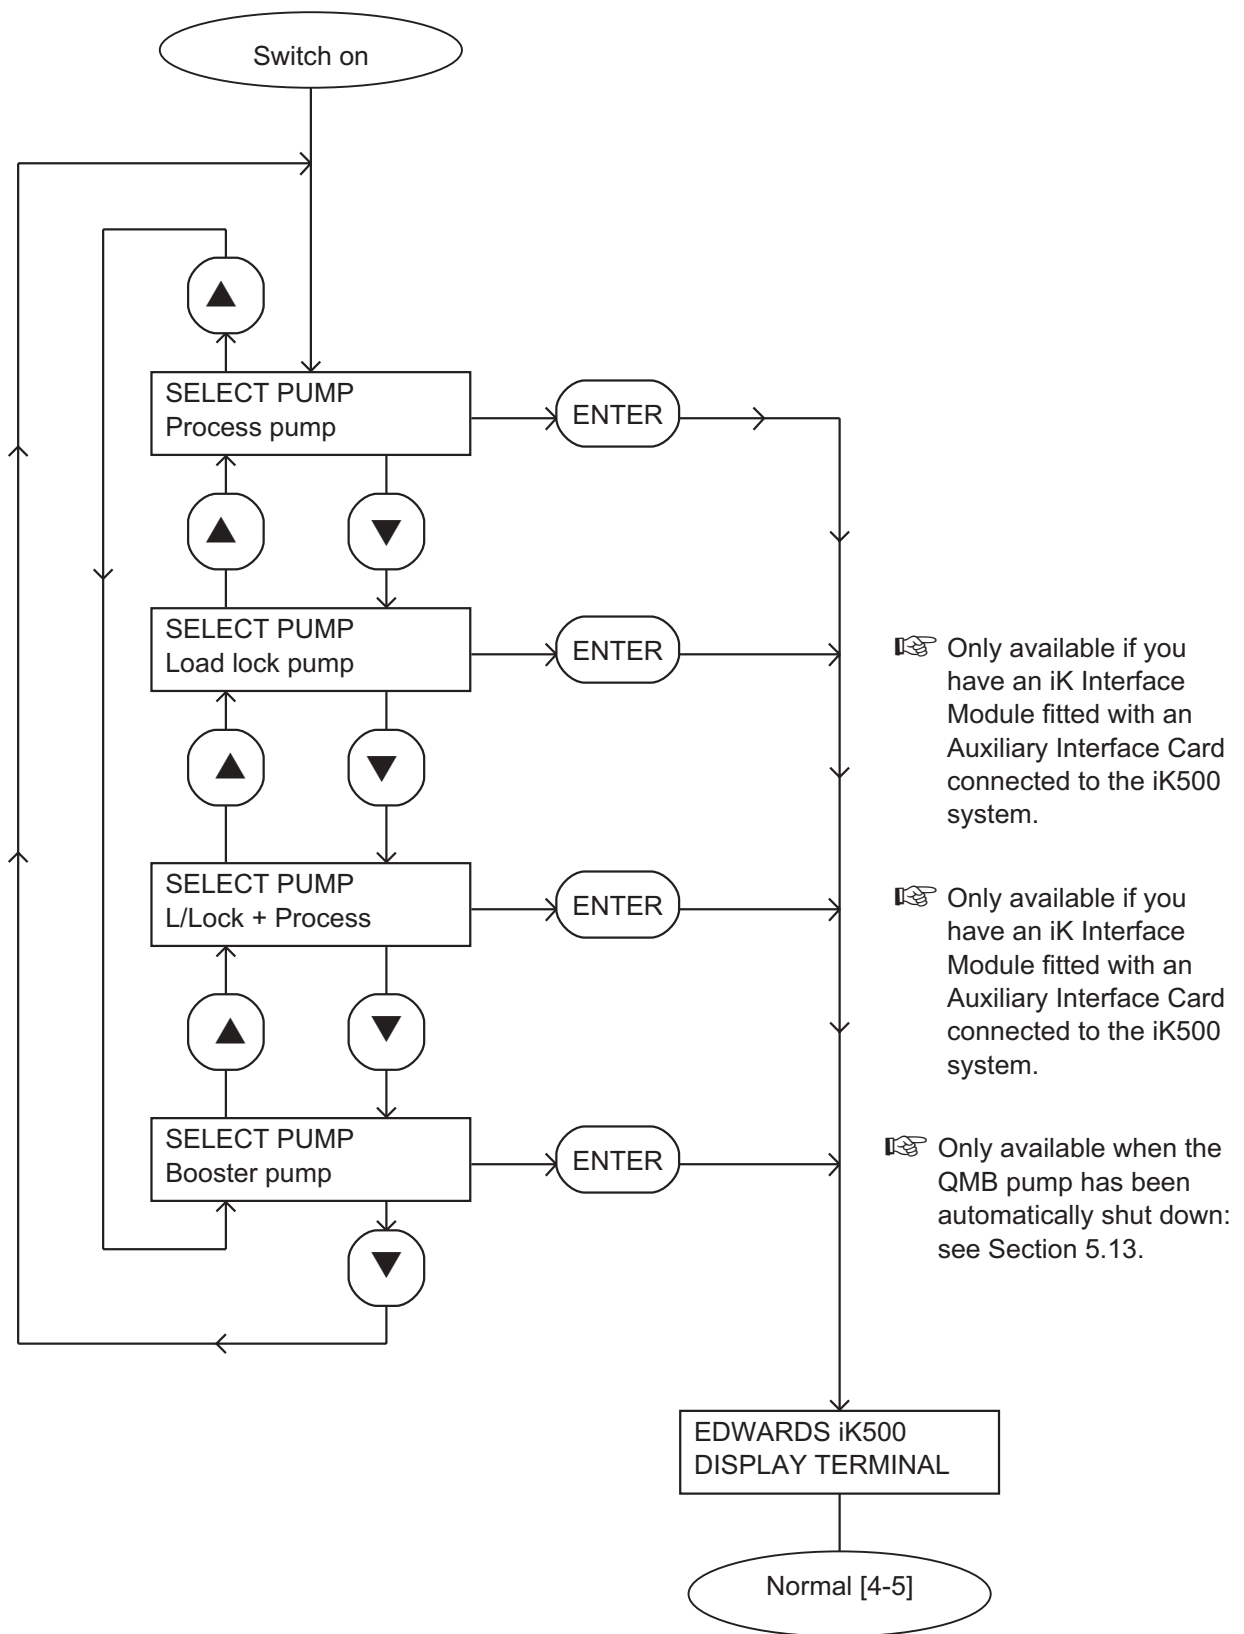 Switch on
▲
SELECT PUMP
Process pump
ENTER
▲
▼
SELECT PUMP
Load lock pump
ENTER
☞ Only available if you
have an iK Interface
Module fitted with an
Auxiliary Interface Card
connected to the iK500
system.
▲
▼
SELECT PUMP
L/Lock + Process
ENTER
☞ Only available if you
have an iK Interface
Module fitted with an
Auxiliary Interface Card
connected to the iK500
system.
▲
▼
SELECT PUMP
Booster pump
ENTER
☞ Only available when the
QMB pump has been
automatically shut down:
see Section 5.13.
▼
EDWARDS iK500
DISPLAY TERMINAL
Normal [4-5]